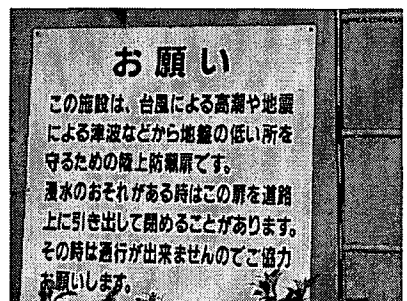 お願い
この施設は、台風による高潮や地震
による津波などから地盤の低い所を
守るための陸上防潮扉です。
浸水のおそれがある時はこの扉を道路
上に引き出して閉めることがあります。
その時は通行が出来ませんのでご協力
お願いします。